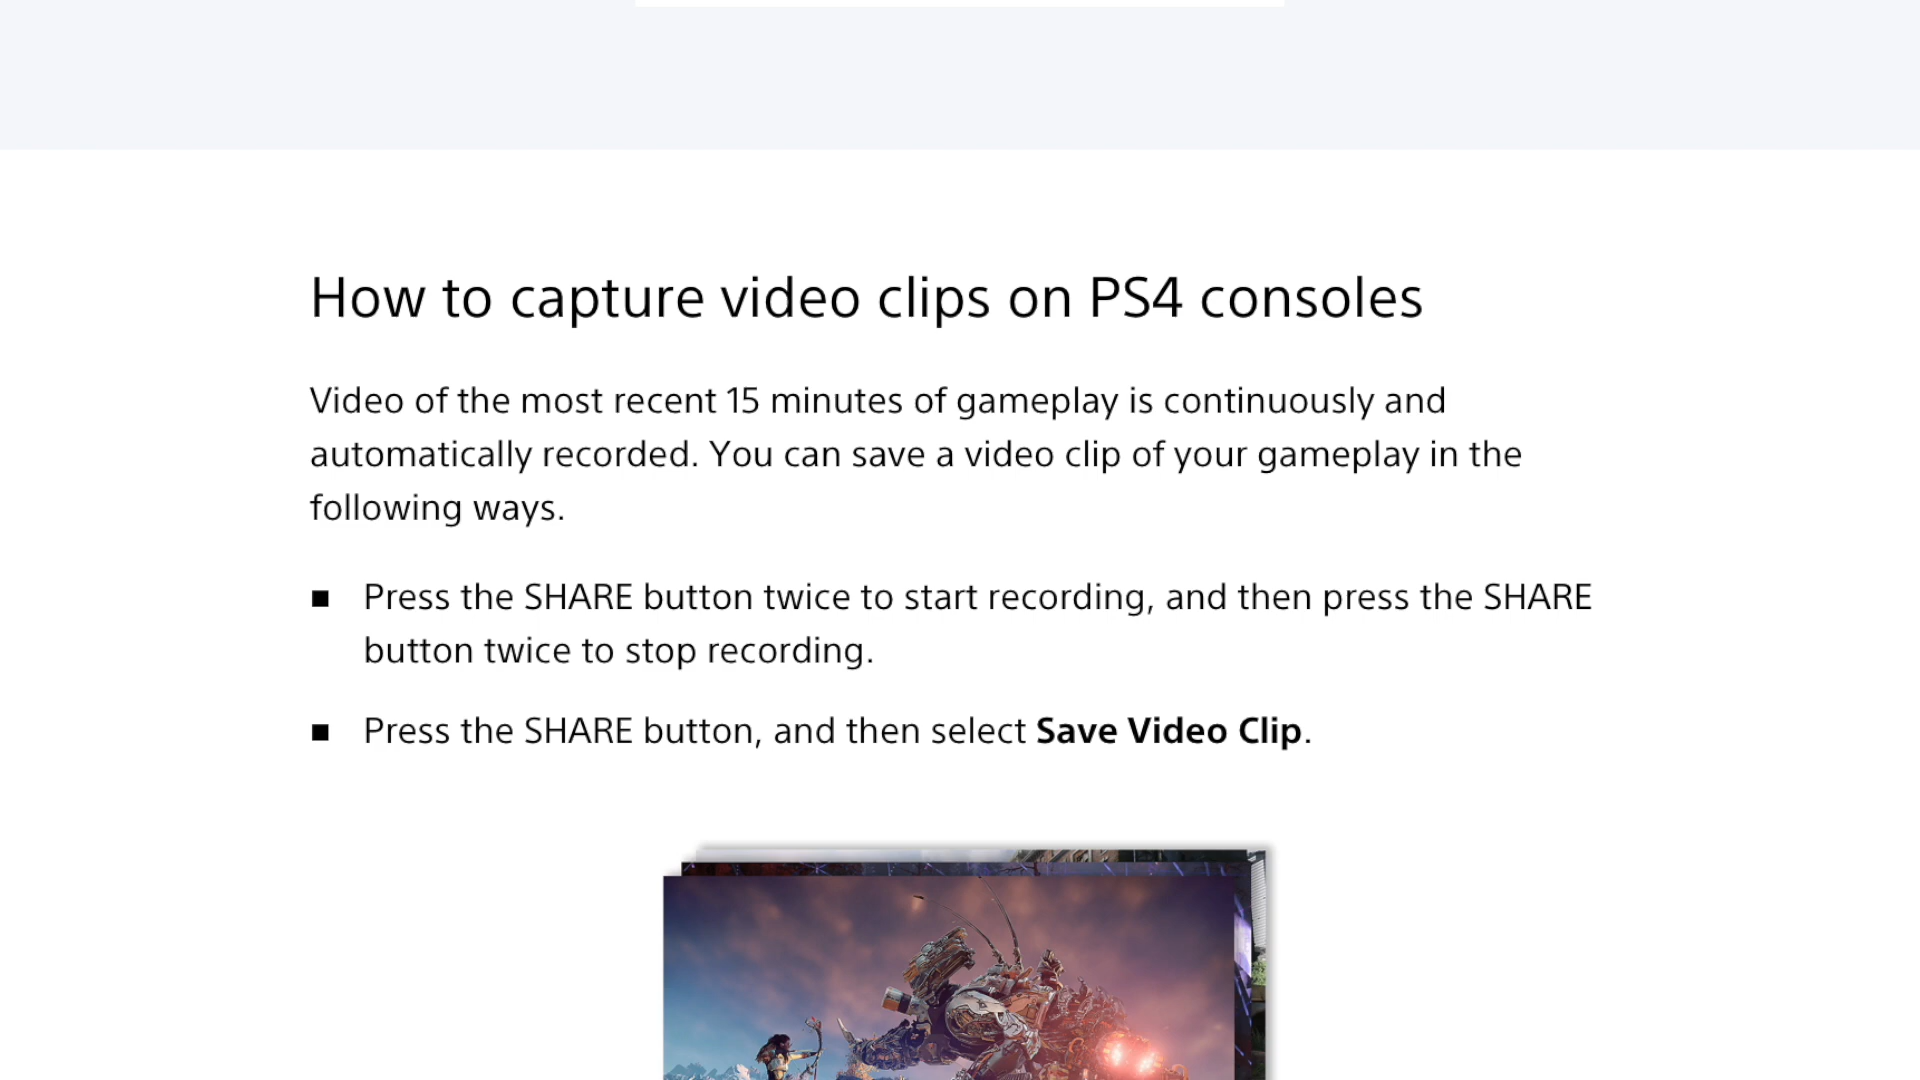 How to capture video clips on PS4 consoles
Video of the most recent 15 minutes of gameplay is continuously and
automatically recorded. You can save a video clip of your gameplay in the
following ways.
■ Press the SHARE button twice to start recording, and then press the SHARE
button twice to stop recording.
■ Press the SHARE button, and then select Save Video Clip.